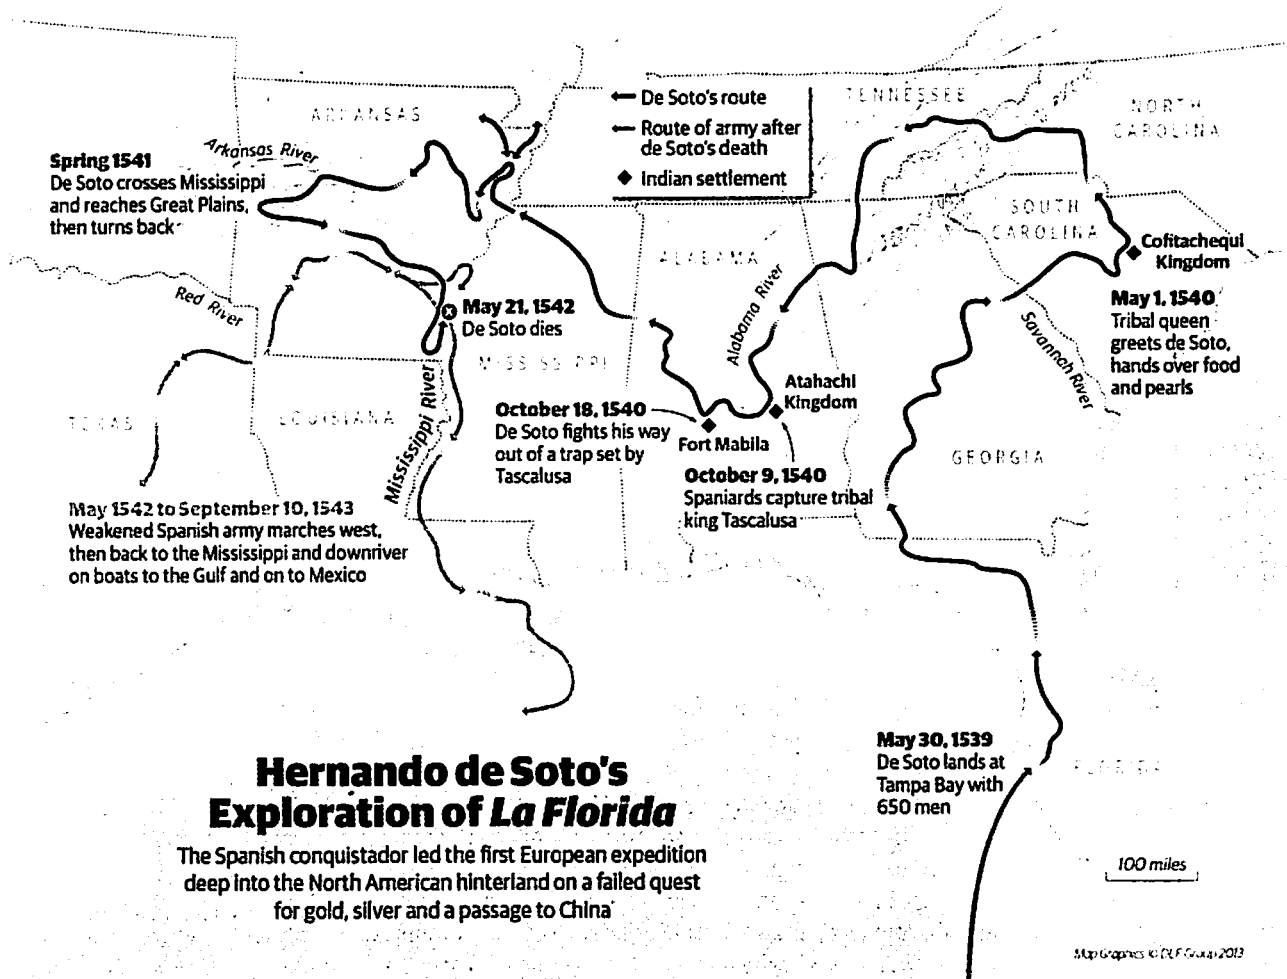 ARKANSAS
TENNESSEE
NORTH
CAROLINA
De Soto's route
Route of army after
de Soto's death
Indian settlement
Arkansas River
Spring 1541
De Soto crosses Mississippi
and reaches Great Plains,
then turns back
SOUTH
CAROLINA
Cofitachequi
Kingdom
ALABAMA
Alabama River
Red River
May 21, 1542
De Soto dies
May 1, 1540
Tribal queen
greets de Soto,
hands over food
and pearls
Savannah River
MISSISSIPPI
Mississippi River
Atahachi
Kingdom
October 18, 1540
De Soto fights his way
out of a trap set by
Tascalusa
Fort Mabila
TEXAS
LOUISIANA
GEORGIA
October 9, 1540
Spaniards capture tribal
king Tascalusa
May 1542 to September 10, 1543
Weakened Spanish army marches west,
then back to the Mississippi and downriver
on boats to the Gulf and on to Mexico
May 30, 1539
De Soto lands at
Tampa Bay with
650 men
FLORIDA
Hernando de Soto's
Exploration of La Florida
The Spanish conquistador led the first European expedition
deep into the North American hinterland on a failed quest
for gold, silver and a passage to China
100 miles
Map Graphics © DLF Group 2013